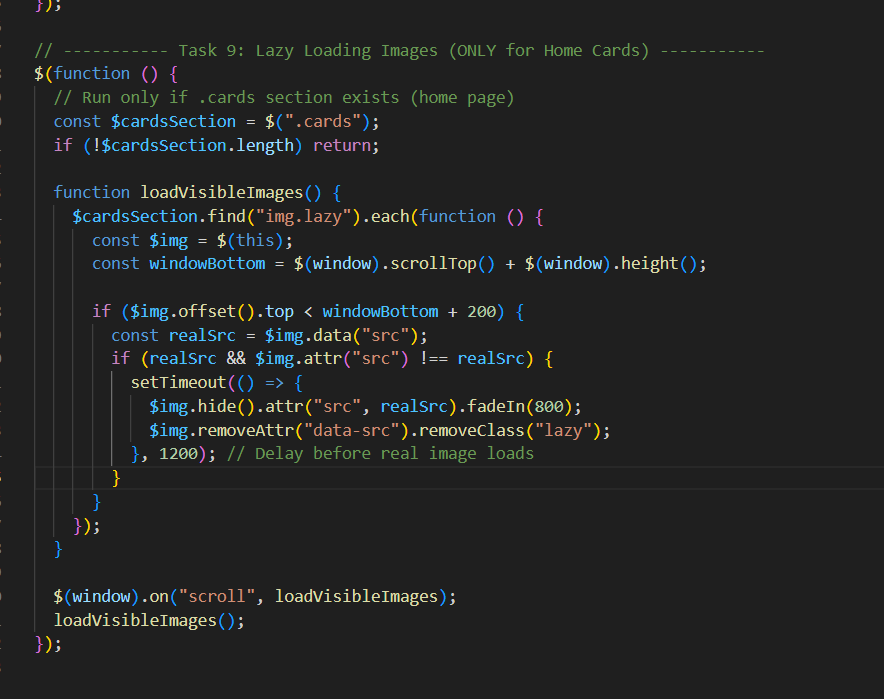 });
// ----------- Task 9: Lazy Loading Images (ONLY for Home Cards) -----------
$(function () {
  // Run only if .cards section exists (home page)
  const $cardsSection = $(".cards");
  if (!$cardsSection.length) return;

  function loadVisibleImages() {
    $cardsSection.find("img.lazy").each(function () {
      const $img = $(this);
      const windowBottom = $(window).scrollTop() + $(window).height();

      if ($img.offset().top < windowBottom + 200) {
        const realSrc = $img.data("src");
        if (realSrc && $img.attr("src") !== realSrc) {
          setTimeout(() => {
            $img.hide().attr("src", realSrc).fadeIn(800);
            $img.removeAttr("data-src").removeClass("lazy");
          }, 1200); // Delay before real image loads
        }
      }
    });
  }

  $(window).on("scroll", loadVisibleImages);
  loadVisibleImages();
});